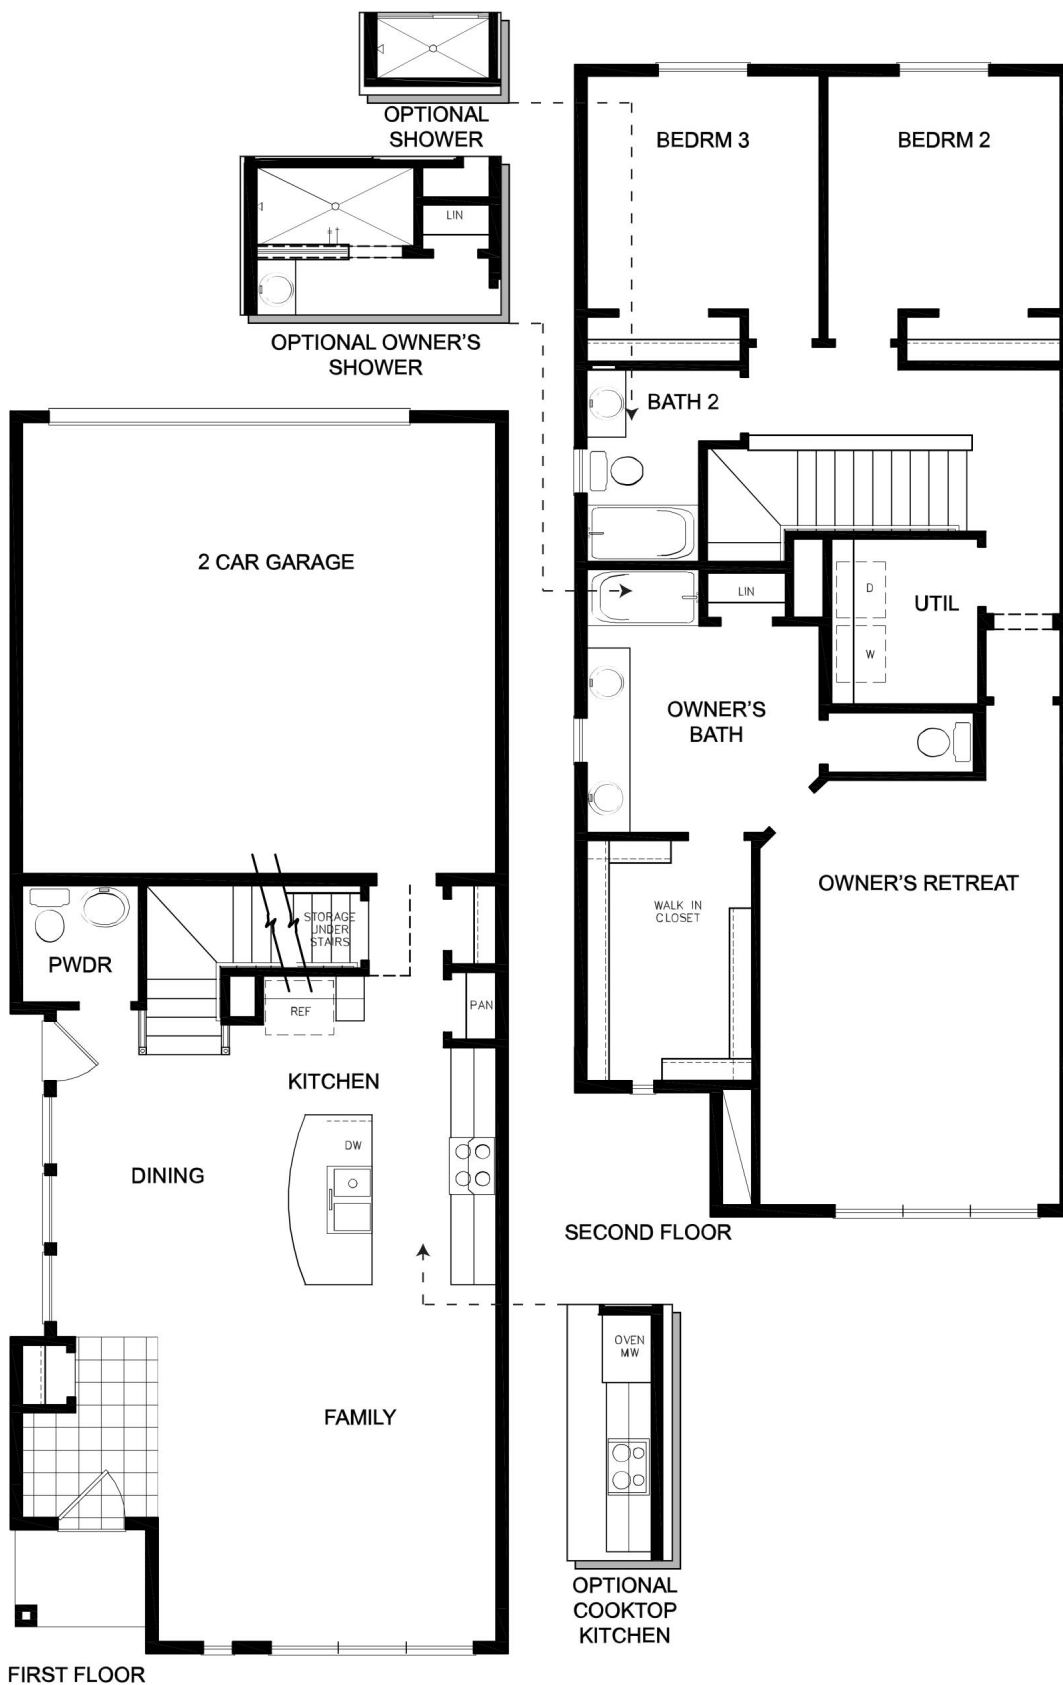 OPTIONAL
SHOWER
LIN
OPTIONAL OWNER'S
SHOWER
2 CAR GARAGE
STORAGE
UNDER
STAIRS
PWDR
REF
PAN
KITCHEN
DW
DINING
FAMILY
FIRST FLOOR
BEDRM 3
BEDRM 2
BATH 2
LIN
D
UTIL
W
OWNER'S
BATH
OWNER'S RETREAT
WALK IN
CLOSET
SECOND FLOOR
OVEN
MW
OPTIONAL
COOKTOP
KITCHEN